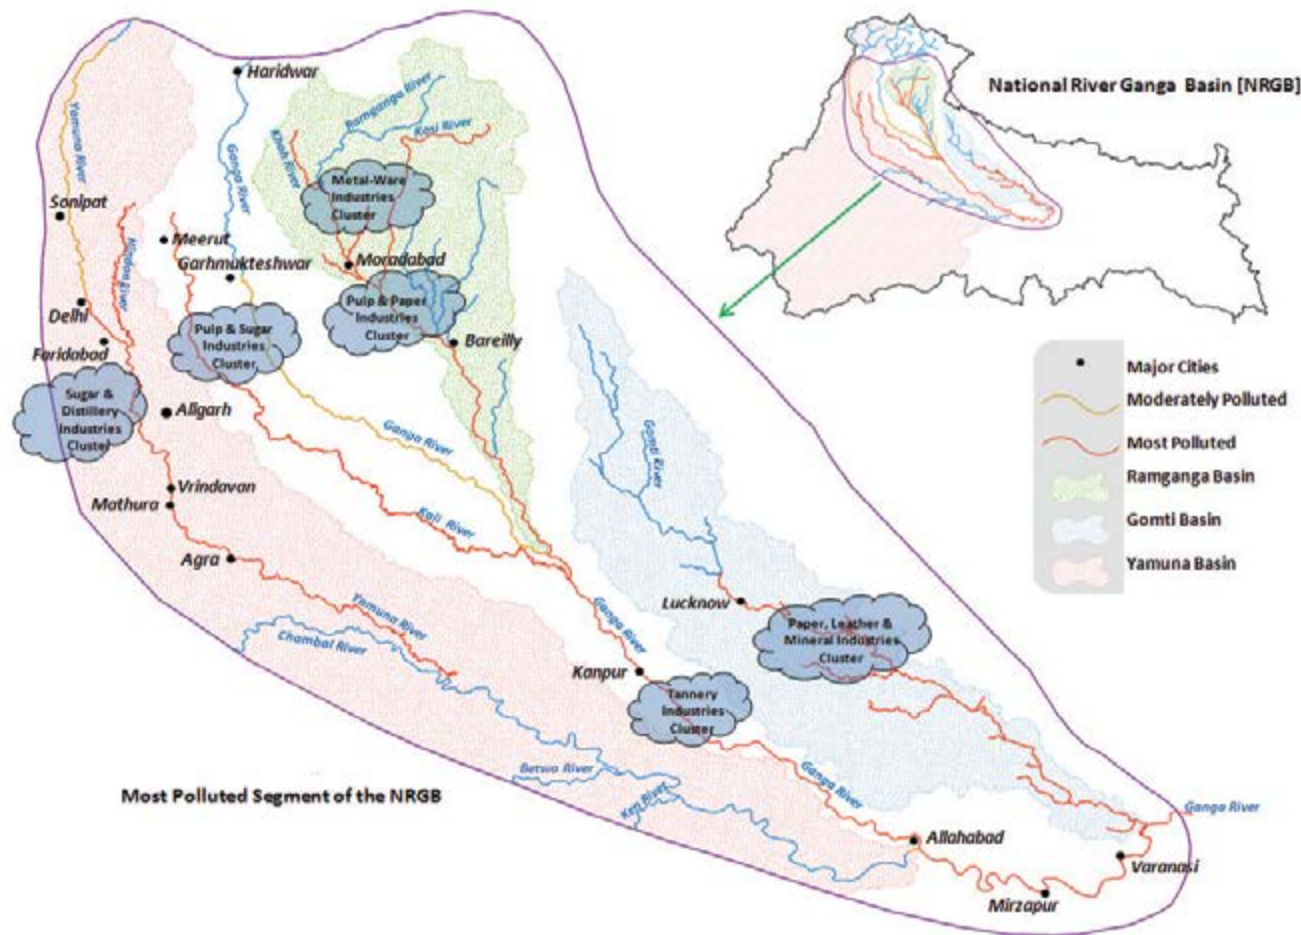 Haridwar
National River Ganga Basin [NRGB]
Yamuna River
Ganga River
Ramganga River
Kosi River
Khoh River
Metal-Ware
Industries
Cluster
Sonipat
Meerut
Garhmukteshwar
Moradabad
Hindon River
Delhi
Pulp & Paper
Industries
Cluster
Pulp & Sugar
Industries
Cluster
Faridabad
Bareilly
Major Cities
Moderately Polluted
Most Polluted
Ramganga Basin
Gomti Basin
Yamuna Basin
Sugar &
Distillery
Industries
Cluster
Aligarh
Ganga River
Gomti River
Vrindavan
Mathura
Kali River
Agra
Yamuna River
Chambal River
Ganga River
Lucknow
Paper, Leather &
Mineral Industries
Cluster
Kanpur
Tannery
Industries
Cluster
Betwa River
Ken River
Ganga River
Most Polluted Segment of the NRGB
Ganga River
Allahabad
Varanasi
Mirzapur